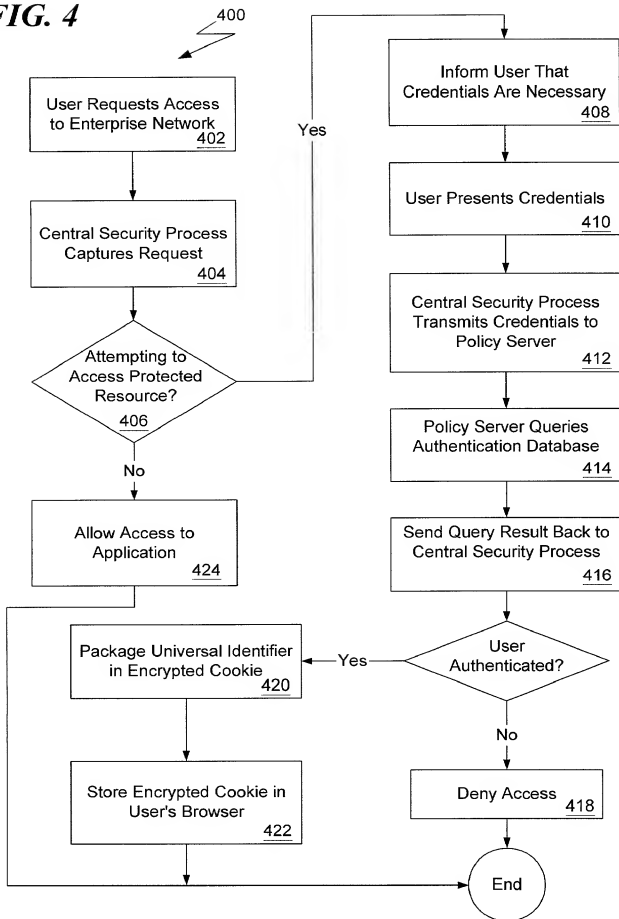 FIG. 4
400
User Requests Access
to Enterprise Network
402
Central Security Process
Captures Request
404
Attempting to
Access Protected
Resource?
406
Yes
No
Allow Access to
Application
424
Inform User That
Credentials Are Necessary
408
User Presents Credentials
410
Central Security Process
Transmits Credentials to
Policy Server
412
Policy Server Queries
Authentication Database
414
Send Query Result Back to
Central Security Process
416
User
Authenticated?
Yes
Package Universal Identifier
in Encrypted Cookie
420
Store Encrypted Cookie in
User's Browser
422
No
Deny Access
418
End